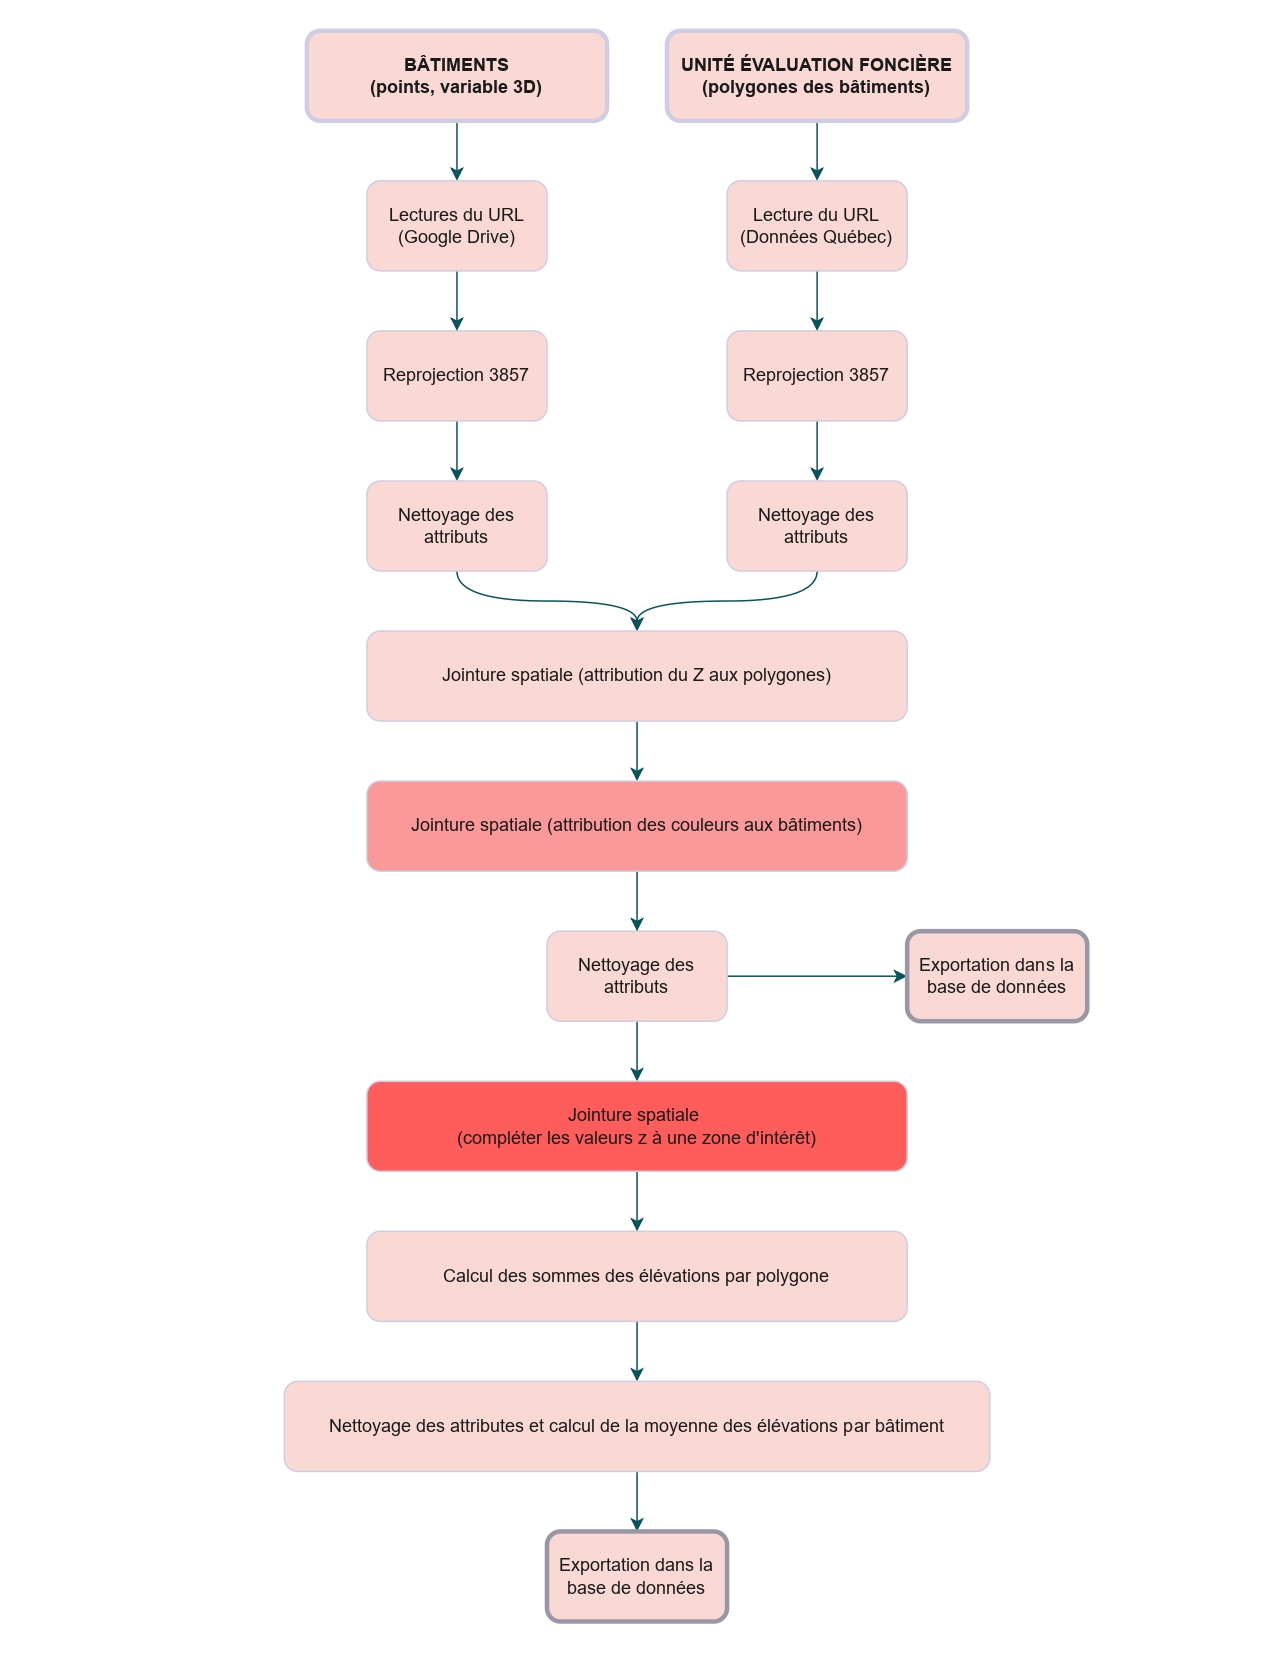 BÂTIMENTS
(points, variable 3D)
UNITÉ ÉVALUATION FONCIÈRE
(polygones des bâtiments)
Lectures du URL
(Google Drive)
Lecture du URL
(Données Québec)
Reprojection 3857
Reprojection 3857
Nettoyage des
attributs
Nettoyage des
attributs
Jointure spatiale (attribution du Z aux polygones)
Jointure spatiale (attribution des couleurs aux bâtiments)
Nettoyage des
attributs
Exportation dans la
base de données
Jointure spatiale
(compléter les valeurs z à une zone d'intérêt)
Calcul des sommes des élévations par polygone
Nettoyage des attributes et calcul de la moyenne des élévations par bâtiment
Exportation dans la
base de données